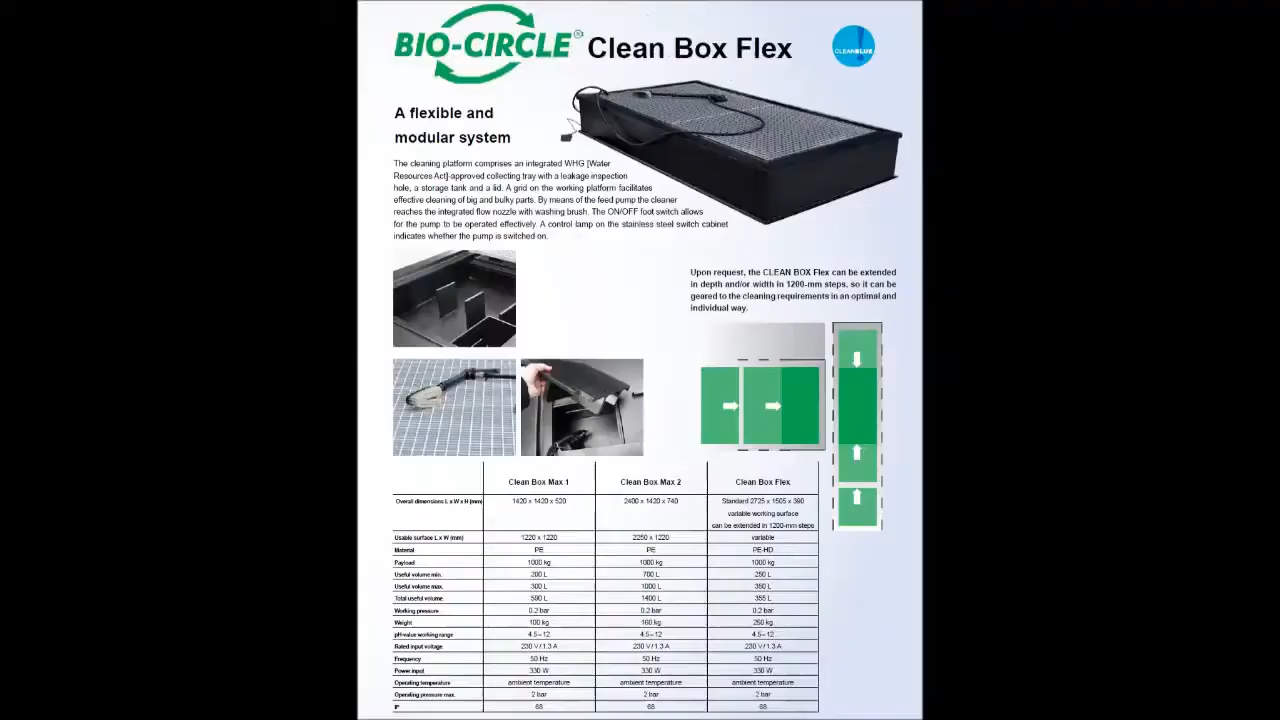 BIO-CIRCLE® Clean Box Flex
CLEANBLUE
A flexible and
modular system
The cleaning platform comprises an integrated WHG [Water
Resources Act]-approved collecting tray with a leakage inspection
hole, a storage tank and a lid. A grid on the working platform facilitates
effective cleaning of big and bulky parts. By means of the feed pump the cleaner
reaches the integrated flow nozzle with washing brush. The ON/OFF foot switch allows
for the pump to be operated effectively. A control lamp on the stainless steel switch cabinet
indicates whether the pump is switched on.
Upon request, the CLEAN BOX Flex can be extended
in depth and/or width in 1200-mm steps, so it can be
geared to the cleaning requirements in an optimal and
individual way.
Clean Box Max 1 Clean Box Max 2 Clean Box Flex
Overall dimensions L x W x H (mm) 1420 x 1420 x 520 2400 x 1420 x 740 Standard 2725 x 1505 x 390
variable working surface
can be extended in 1200-mm steps
Usable surface L x W (mm) 1220 x 1220 2250 x 1220 variable
Material PE PE PE-HD
Payload 1000 kg 1000 kg 1000 kg
Useful volume min. 200 L 700 L 250 L
Useful volume max. 300 L 1000 L 350 L
Total useful volume 590 L 1400 L 355 L
Working pressure 0.2 bar 0.2 bar 0.2 bar
Weight 100 kg 160 kg 250 kg
pH-value working range 4.5–12 4.5–12 4.5–12
Rated input voltage 230 V / 1.3 A 230 V / 1.3 A 230 V / 1.3 A
Frequency 50 Hz 50 Hz 50 Hz
Power input 330 W 330 W 330 W
Operating temperature ambient temperature ambient temperature ambient temperature
Operating pressure max. 2 bar 2 bar 2 bar
IP 68 68 68